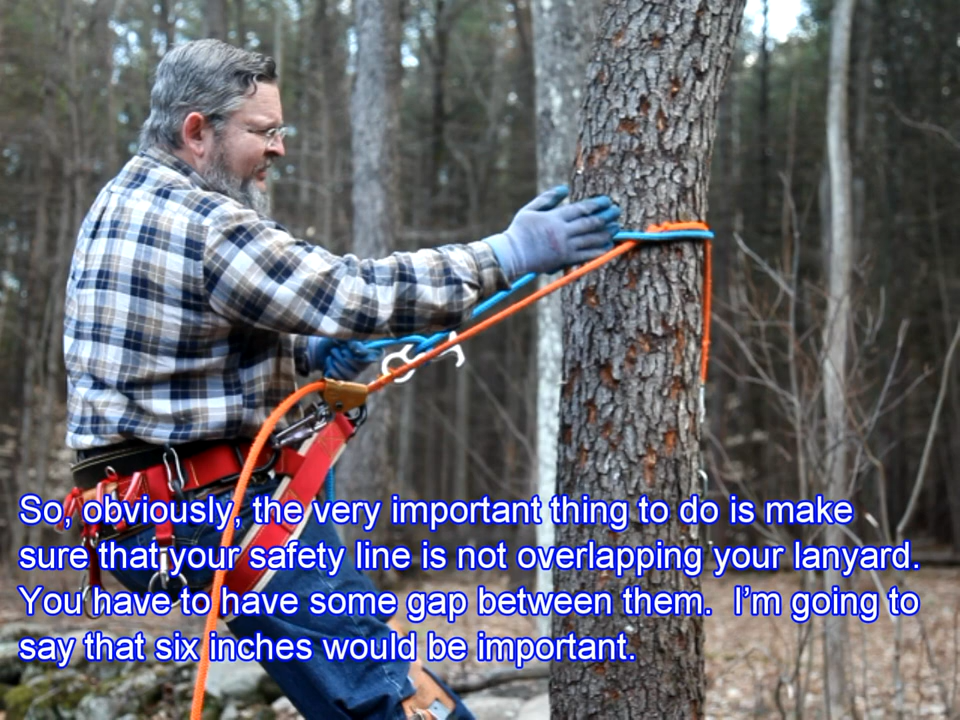 So, obviously, the very important thing to do is make
sure that your safety line is not overlapping your lanyard.
You have to have some gap between them.  I’m going to
say that six inches would be important.